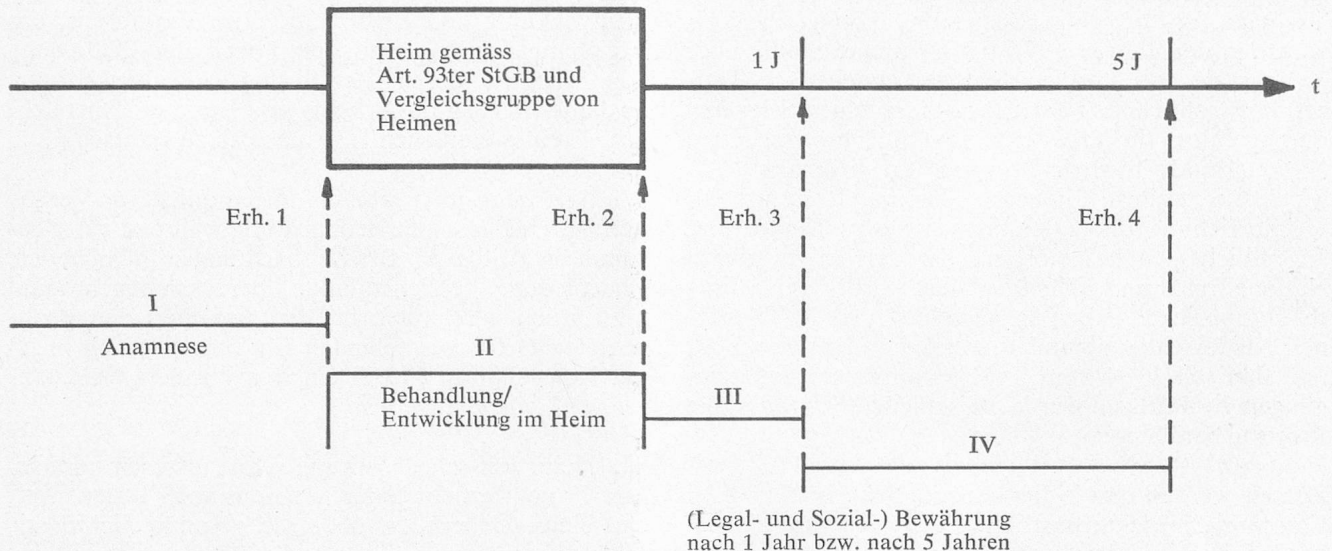 Heim gemäss
Art. 93ter StGB und
Vergleichsgruppe von
Heimen
1 J
5 J
t
Erh. 1
Erh. 2
Erh. 3
Erh. 4
I
Anamnese
II
Behandlung/
Entwicklung im Heim
III
IV
(Legal- und Sozial-) Bewährung
nach 1 Jahr bzw. nach 5 Jahren